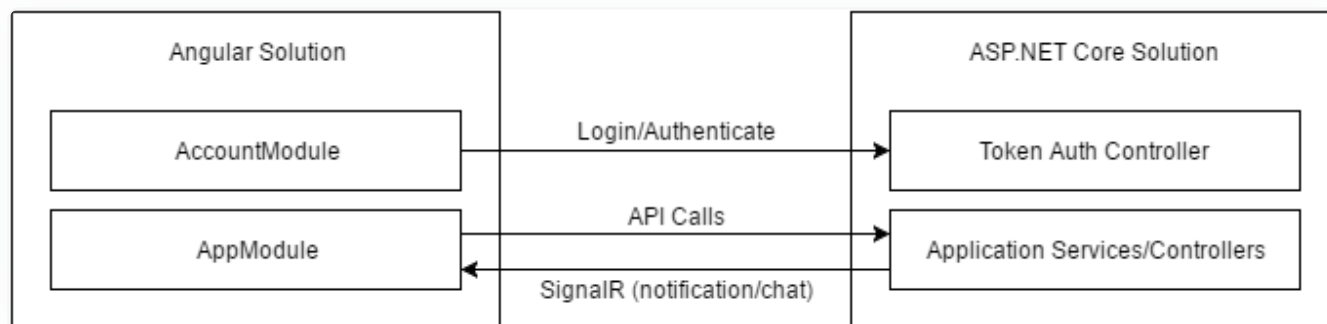 Angular Solution
ASP.NET Core Solution
AccountModule
Login/Authenticate
Token Auth Controller
AppModule
API Calls
Application Services/Controllers
SignalR (notification/chat)